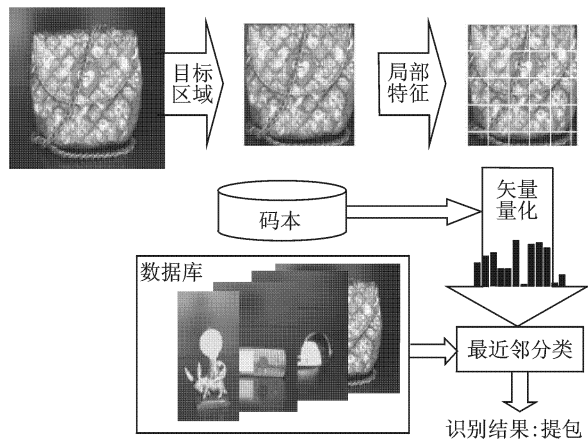 目标
区域
局部
特征
码本
矢量
量化
数据库
最近邻分类
识别结果:提包